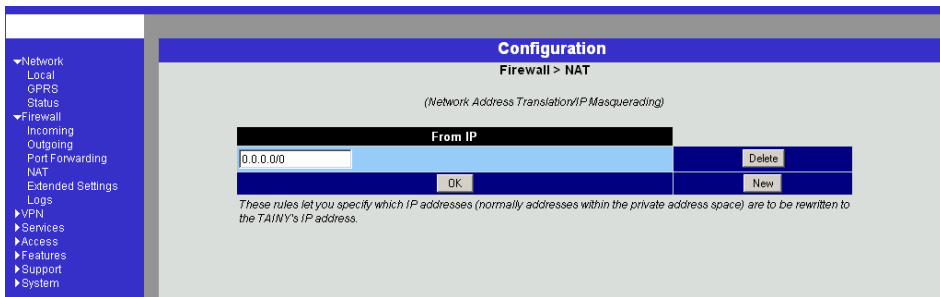 Network
Local
GPRS
Status
Firewall
Incoming
Outgoing
Port Forwarding
NAT
Extended Settings
Logs
VPN
Services
Access
Features
Support
System
Configuration
Firewall > NAT
(Network Address Translation/IP Masquerading)
From IP
0.0.0.0/0
Delete
OK
New
These rules let you specify which IP addresses (normally addresses within the private address space) are to be rewritten to
the TAINY's IP address.